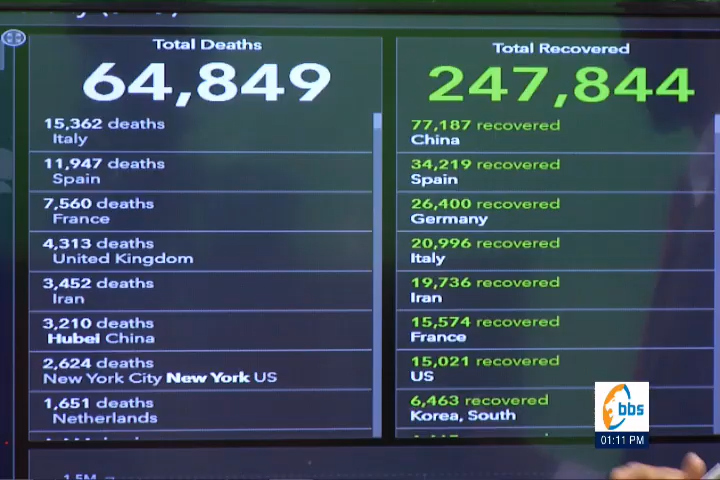 Total Deaths
64,849
15,362 deaths
Italy
11,947 deaths
Spain
7,560 deaths
France
4,313 deaths
United Kingdom
3,452 deaths
Iran
3,210 deaths
Hubei China
2,624 deaths
New York City New York US
1,651 deaths
Netherlands
Total Recovered
247,844
77,187 recovered
China
34,219 recovered
Spain
26,400 recovered
Germany
20,996 recovered
Italy
19,736 recovered
Iran
15,574 recovered
France
15,021 recovered
US
6,463 recovered
Korea, South
bbs
01:11 PM
1.5M